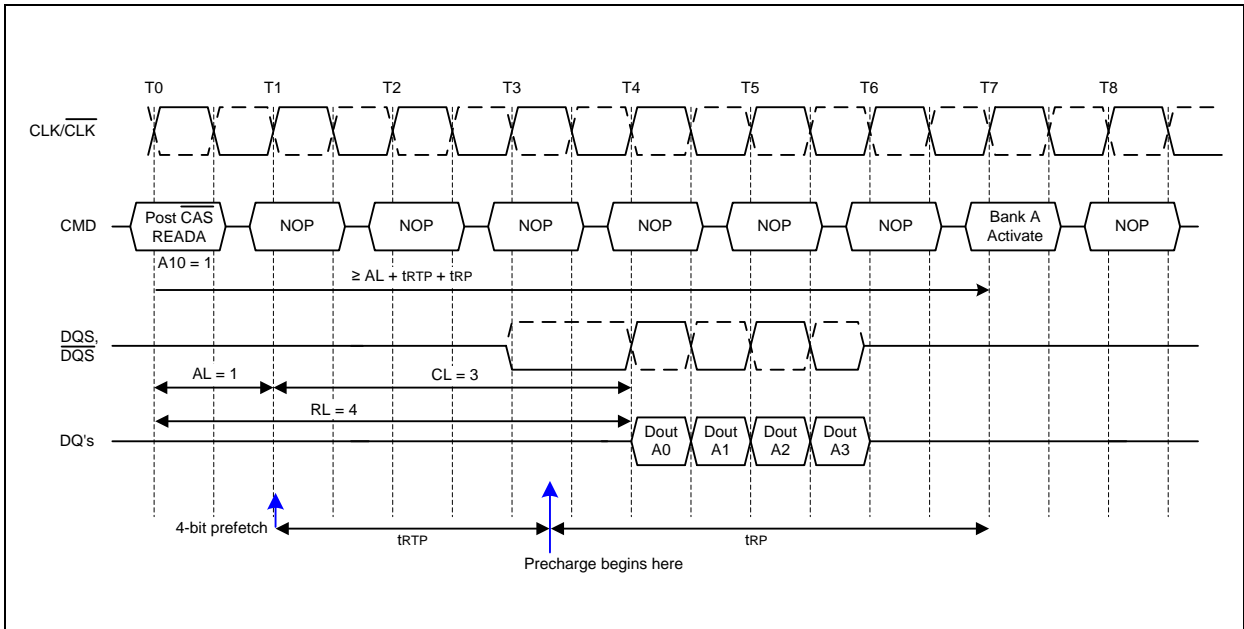 T0 T1 T2 T3 T4 T5 T6 T7 T8
CLK/CLK
CMD
Post CAS
READA
NOP NOP NOP NOP NOP NOP
Bank A
Activate
NOP
A10 = 1
≥ AL + tRTP + tRP
DQS,
DQS
AL = 1
CL = 3
RL = 4
DQ's
Dout
A0
Dout
A1
Dout
A2
Dout
A3
4-bit prefetch
tRTP
tRP
Precharge begins here